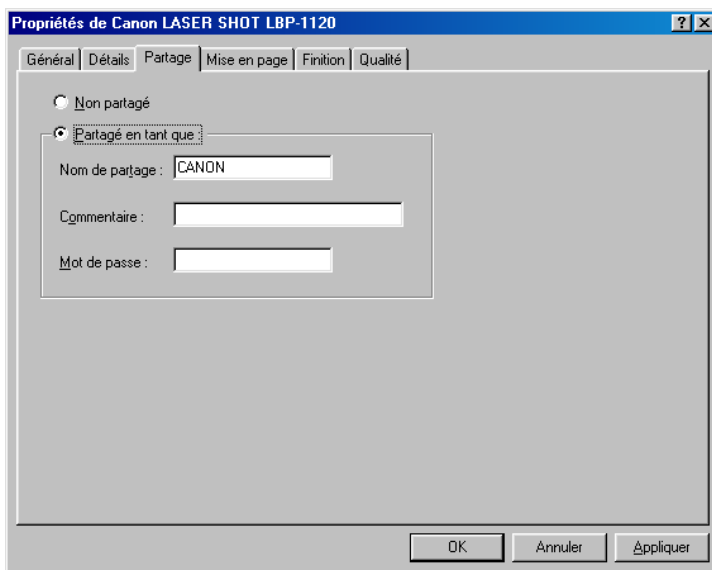 Propriétés de Canon LASER SHOT LBP-1120
Général Détails Partage Mise en page Finition Qualité
Non partagé
Partagé en tant que :
Nom de partage : CANON
Commentaire :
Mot de passe :
OK Annuler Appliquer